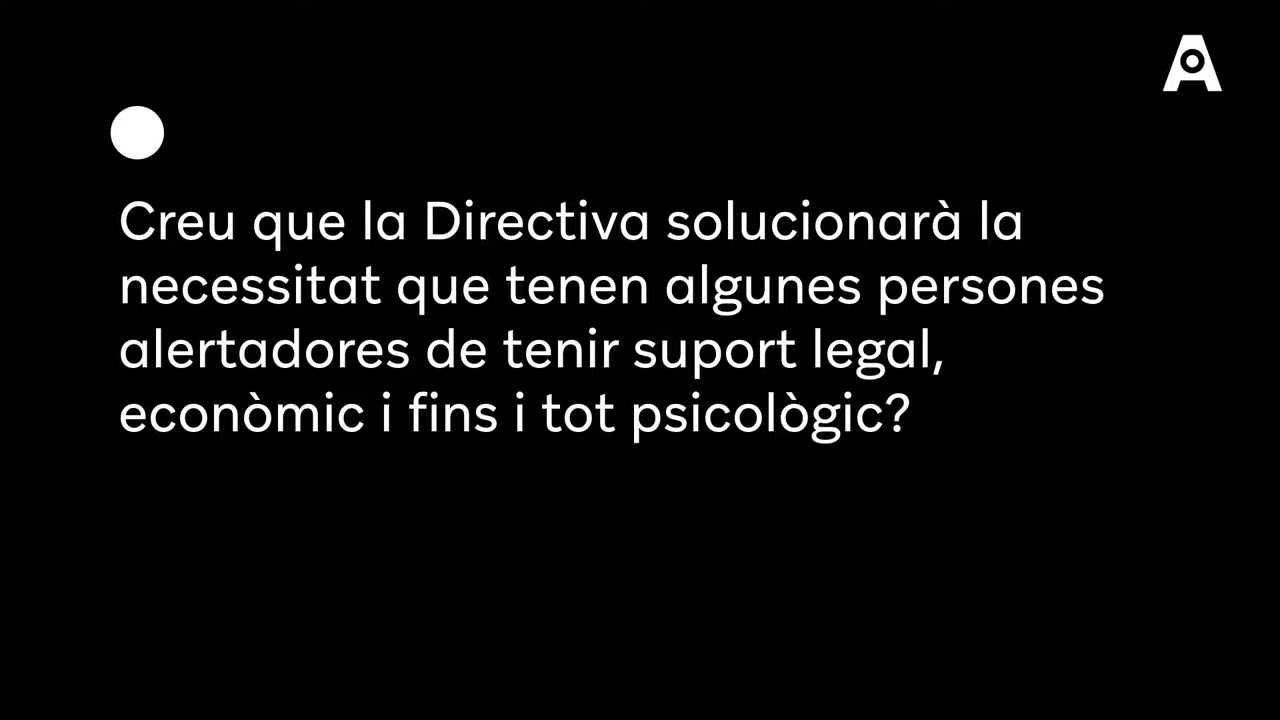 Creu que la Directiva solucionarà la
necessitat que tenen algunes persones
alertadores de tenir suport legal,
econòmic i fins i tot psicològic?